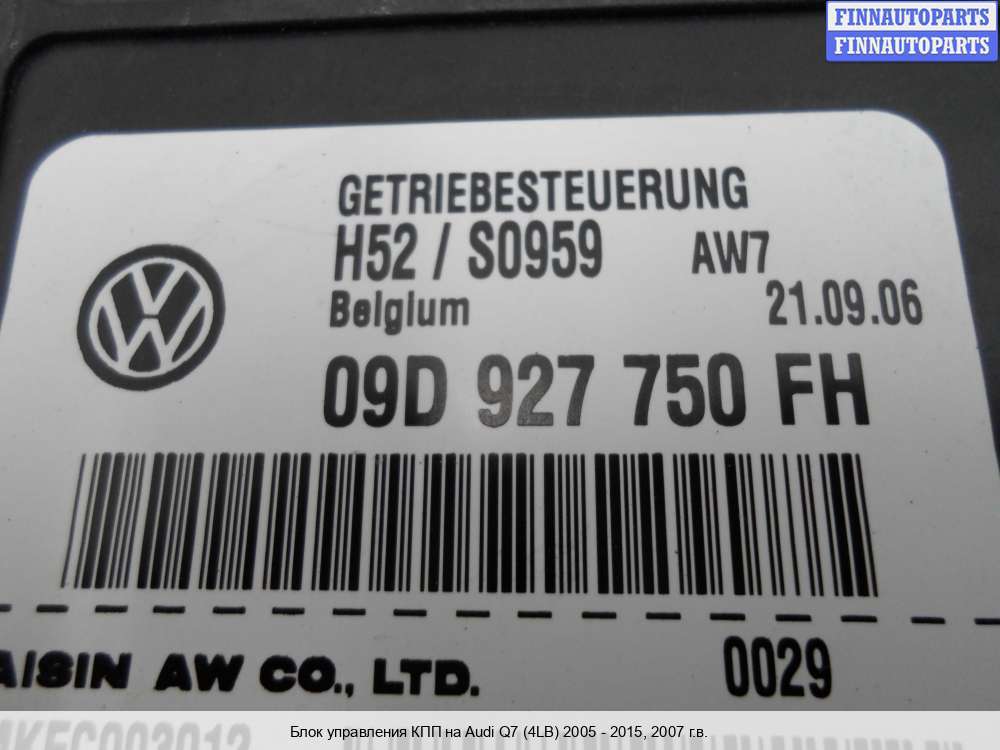 FINNAUTOPARTS
FINNAUTOPARTS
GETRIEBESTEUERUNG
H52 / S0959 AW7
Belgium 21.09.06
09D 927 750 FH
AISIN AW CO., LTD. 0029
Блок управления КПП на Audi Q7 (4LB) 2005 - 2015, 2007 г.в.